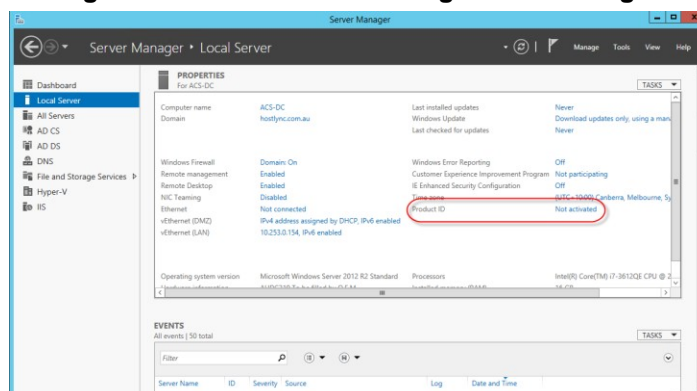 Server Manager
Server Manager • Local Server
Manage Tools View Help
Dashboard
Local Server
All Servers
AD CS
AD DS
DNS
File and Storage Services
Hyper-V
IIS
PROPERTIES
For ACS-DC
TASKS
Computer name ACS-DC
Domain hostlync.com.au
Last installed updates Never
Windows Update Download updates only, using a
Last checked for updates Never
Windows Firewall Domain: On
Remote management Enabled
Remote Desktop Enabled
NIC Teaming Disabled
Ethernet Not connected
vEthernet (DMZ) IPv4 address assigned by DHCP, IPv6 enabled
vEthernet (LAN) 10.253.0.154, IPv6 enabled
Windows Error Reporting Off
Customer Experience Improvement Program Not participating
IE Enhanced Security Configuration Off
Time zone (UTC+10:00) Canberra, Melbourne,
Product ID Not activated
Operating system version Microsoft Windows Server 2012 R2 Standard
Processors Intel(R) Core(TM) i7-3612QE CPU @
EVENTS
All events | 50 total
TASKS
Filter
Server Name ID Severity Source Log Date and Time